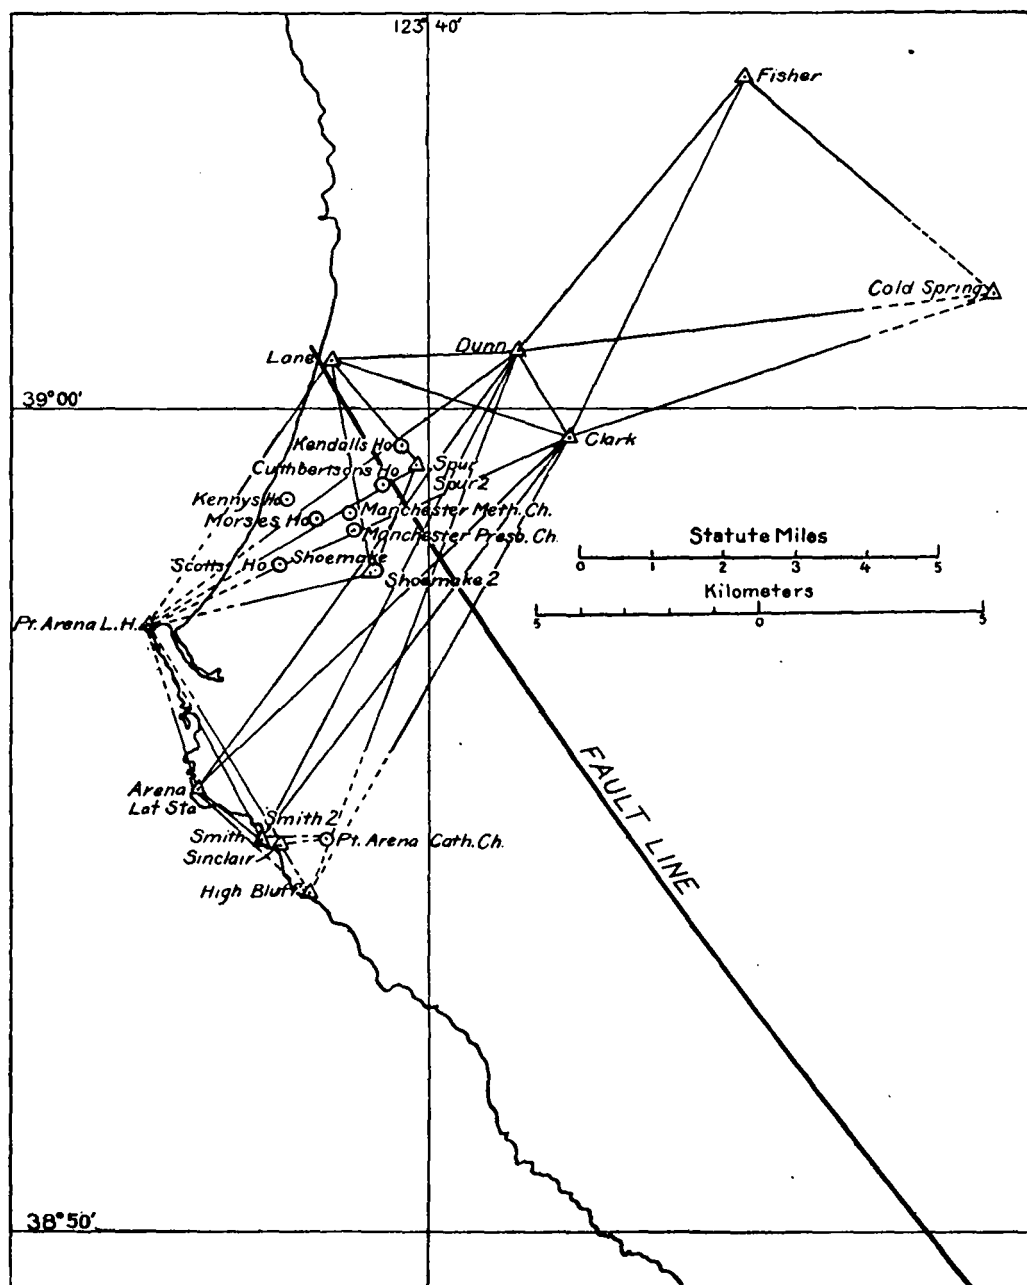 123° 40'
Fisher
Cold Spring
Dunn
Lane
39° 00'
Clark
Kendalls Ho
Spur
Cuthbertsons Ho
Spur 2
Kennys Ho
Manchester Meth. Ch.
Morses Ho
Manchester Presb. Ch.
Statute Miles
0 1 2 3 4 5
Scotts Ho
Shoemake
Shoemake 2
Kilometers
5 0 5
Pt. Arena L.H.
FAULT LINE
Arena
Lat Sta
Smith 2
Smith
Pt. Arena Cath. Ch.
Sinclair
High Bluff
38° 50'